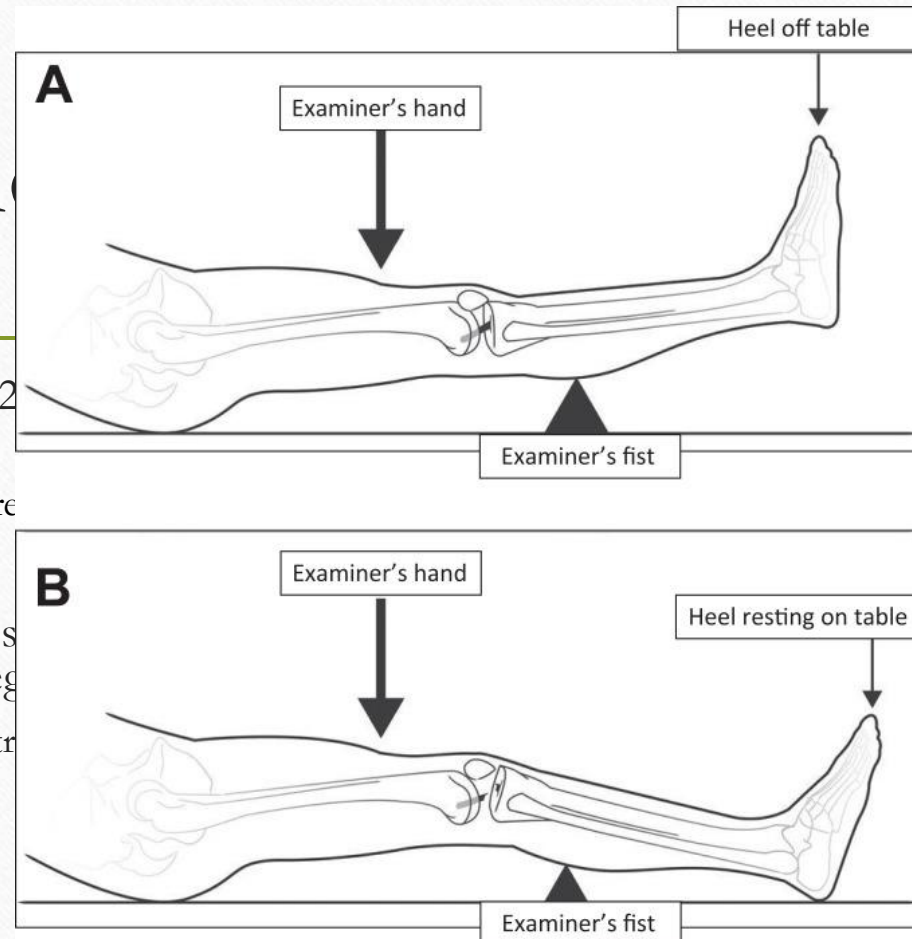 Heel off table
A
Examiner's hand
Examiner's fist
B
Examiner's hand
Heel resting on table
Examiner's fist